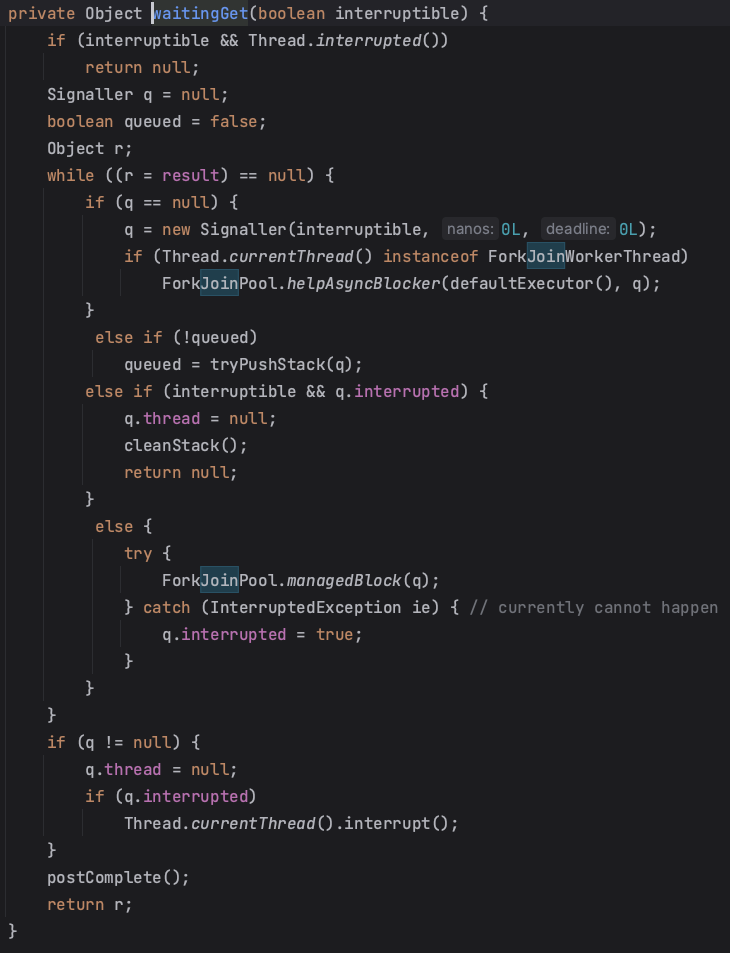 private Object waitingGet(boolean interruptible) {
    if (interruptible && Thread.interrupted())
        return null;
    Signaller q = null;
    boolean queued = false;
    Object r;
    while ((r = result) == null) {
        if (q == null) {
            q = new Signaller(interruptible, nanos: 0L, deadline: 0L);
            if (Thread.currentThread() instanceof ForkJoinWorkerThread)
                ForkJoinPool.helpAsyncBlocker(defaultExecutor(), q);
        }
         else if (!queued)
            queued = tryPushStack(q);
        else if (interruptible && q.interrupted) {
            q.thread = null;
            cleanStack();
            return null;
        }
         else {
            try {
                ForkJoinPool.managedBlock(q);
            } catch (InterruptedException ie) { // currently cannot happen
                q.interrupted = true;
            }
        }
    }
    if (q != null) {
        q.thread = null;
        if (q.interrupted)
            Thread.currentThread().interrupt();
    }
    postComplete();
    return r;
}